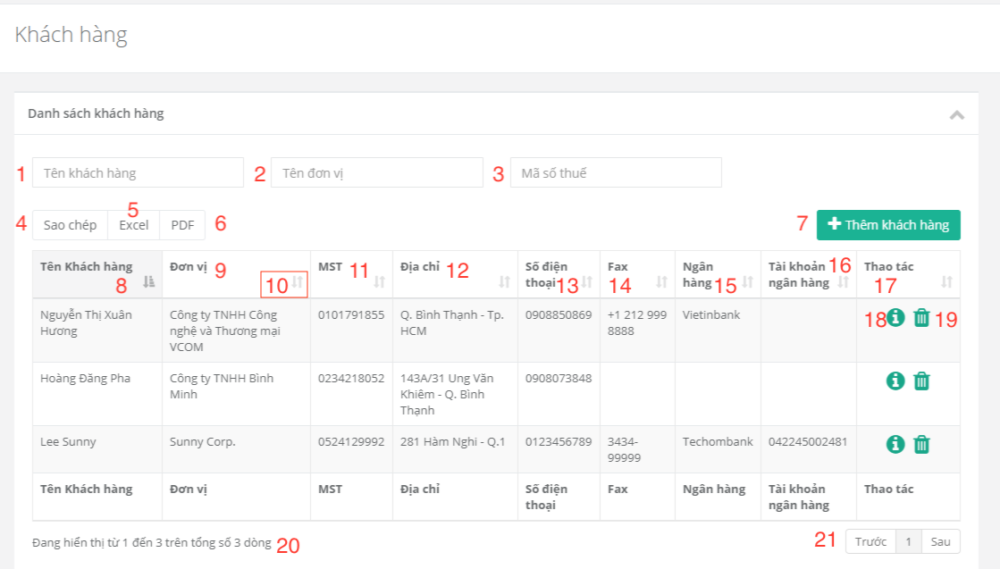 Khách hàng
Danh sách khách hàng
1 Tên khách hàng 2 Tên đơn vị 3 Mã số thuế
4 Sao chép 5 Excel PDF 6 7 Thêm khách hàng
Tên Khách hàng 8 Đơn vị 9 10 MST 11 Địa chỉ 12 Số điện thoại 13 Fax 14 Ngân hàng 15 Tài khoản ngân hàng 16 Thao tác 17
Nguyễn Thị Xuân Công ty TNHH Công 0101791855 Q. Bình Thạnh - Tp. 0908850869 +1 212 999 Vietinbank 18 19
Hương nghệ và Thương mại HCM 8888
VCOM
Hoàng Đăng Pha Công ty TNHH Bình 0234218052 143A/31 Ung Văn 0908073848
Minh Khiêm - Q. Bình
Thạnh
Lee Sunny Sunny Corp. 0524129992 281 Hàm Nghi - Q.1 0123456789 3434- Techombank 042245002481
99999
Tên Khách hàng Đơn vị MST Địa chỉ Số điện Fax Ngân hàng Tài khoản Thao tác
thoại ngân hàng
Đang hiển thị từ 1 đến 3 trên tổng số 3 dòng 20 21 Trước 1 Sau